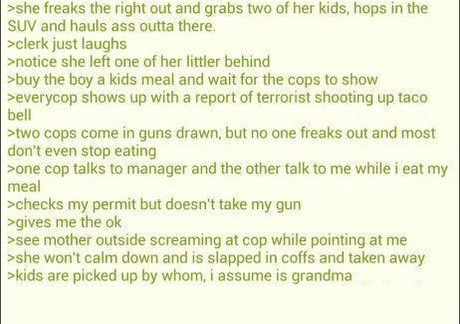 >she freaks the right out and grabs two of her kids, hops in the
SUV and hauls ass outta there.
>clerk just laughs
>notice she left one of her littler behind
>buy the boy a kids meal and wait for the cops to show
>everycop shows up with a report of terrorist shooting up taco
bell
>two cops come in guns drawn, but no one freaks out and most
don't even stop eating
>one cop talks to manager and the other talk to me while i eat my
meal
>checks my permit but doesn't take my gun
>gives me the ok
>see mother outside screaming at cop while pointing at me
>she won't calm down and is slapped in coffs and taken away
>kids are picked up by whom, i assume is grandma